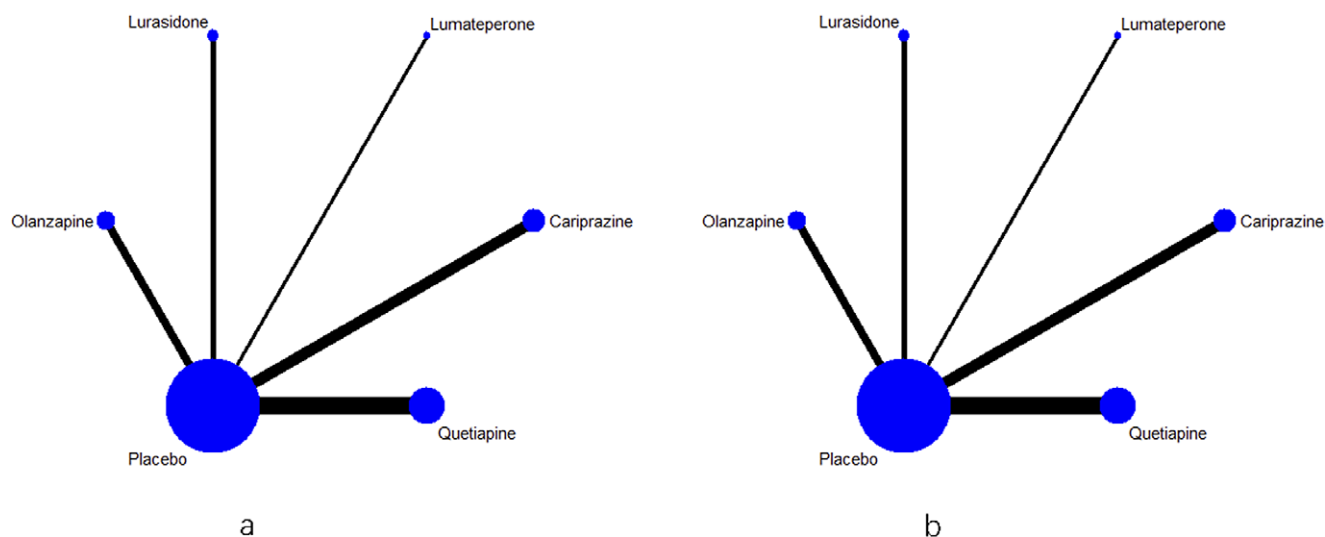 Lurasidone
Lumateperone
Olanzapine
Cariprazine
Quetiapine
Placebo
a
Lurasidone
Lumateperone
Olanzapine
Cariprazine
Quetiapine
Placebo
b